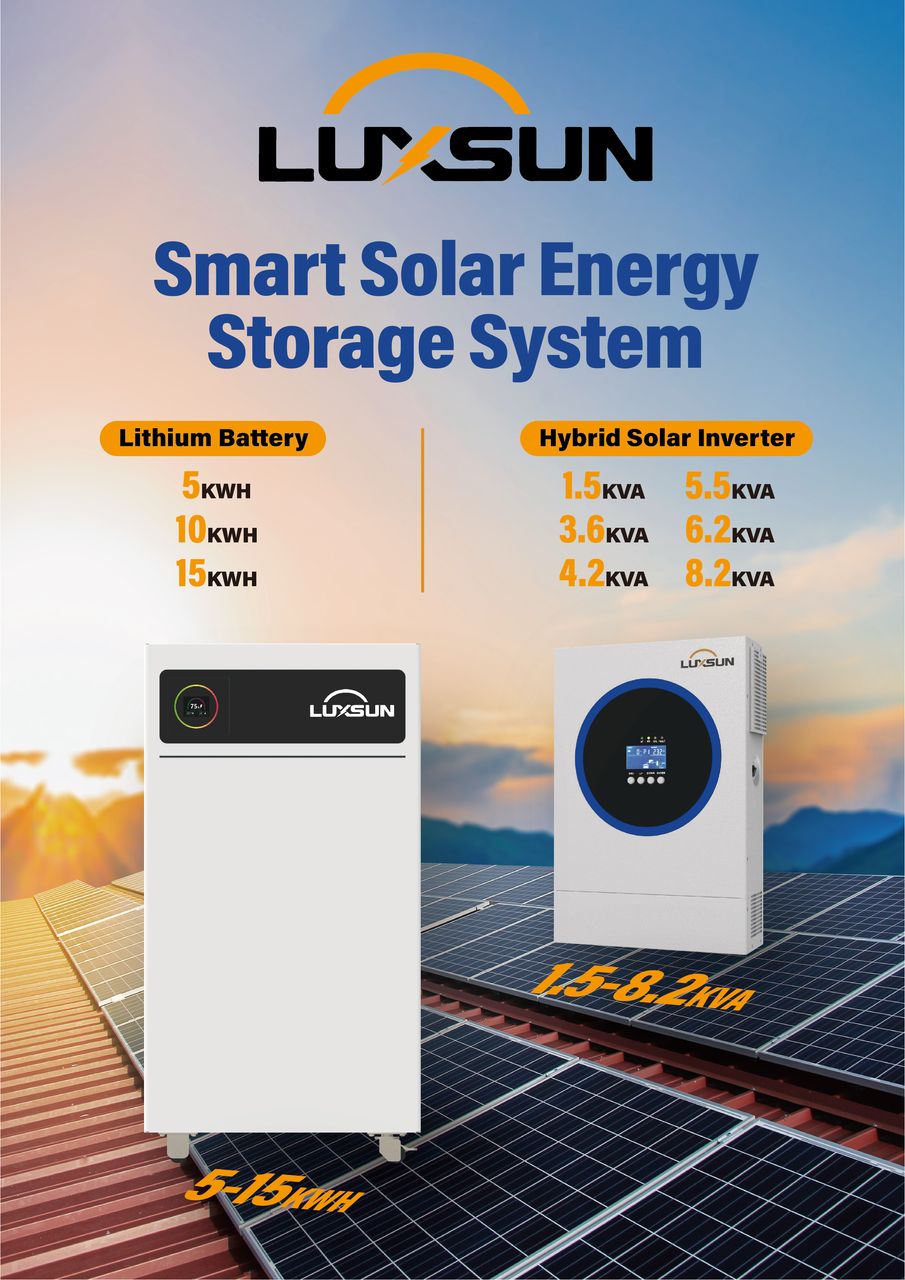 LUXSUN
Smart Solar Energy
Storage System
Lithium Battery
5KWH
10KWH
15KWH
Hybrid Solar Inverter
1.5KVA 5.5KVA
3.6KVA 6.2KVA
4.2KVA 8.2KVA
LUXSUN
LUXSUN
1.5-8.2KVA
5-15KWH